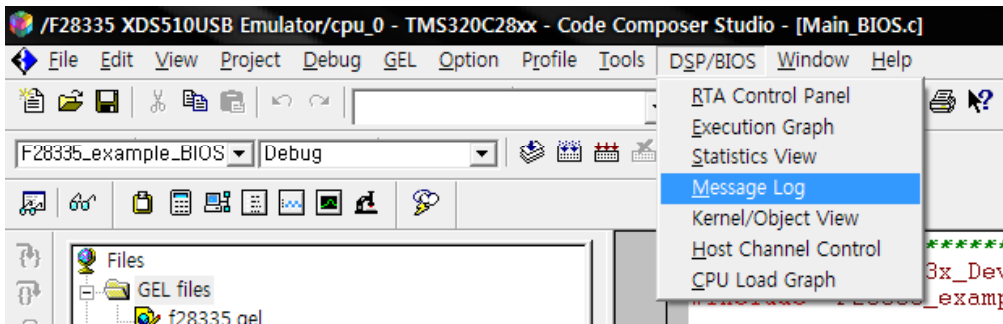 /F28335 XDS510USB Emulator/cpu_0 - TMS320C28xx - Code Composer Studio - [Main_BIOS.c]
File Edit View Project Debug GEL Option Profile Tools DSP/BIOS Window Help
RTA Control Panel
Execution Graph
F28335_example_BIOS Debug
Statistics View
Message Log
Kernel/Object View
Host Channel Control
CPU Load Graph
Files
GEL files
f28335.gel
******
3x_Dev
_examp